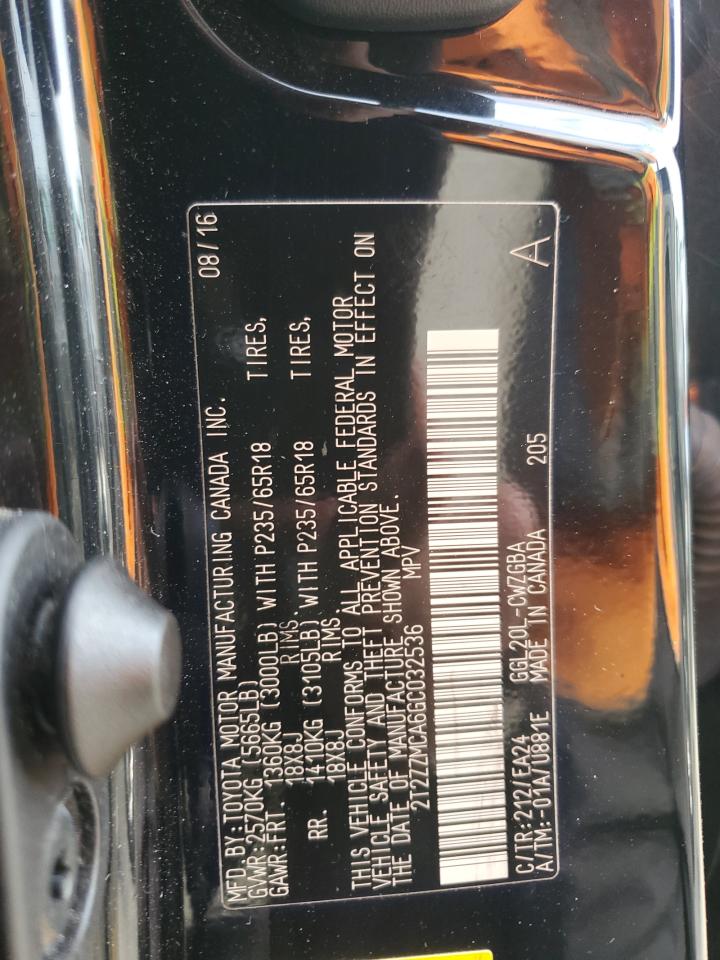 MFD BY:TOYOTA MOTOR MANUFACTURING CANADA INC. 08/16
GVWR:2570KG (5665LB)
GAWR:FRT. 1360KG (3000LB) WITH P235/65R18 TIRES,
18X8J RIMS
RR. 1410KG (3105LB) WITH P235/65R18 TIRES,
18X8J RIMS
THIS VEHICLE CONFORMS TO ALL APPLICABLE FEDERAL MOTOR
VEHICLE SAFETY AND THEFT PREVENTION STANDARDS IN EFFECT ON
THE DATE OF MANUFACTURE SHOWN ABOVE.
2T2ZZMCA6GC032536 MPV
C/TR:212/EA24 GGL20L-CWZGBA
A/TM:-01A/U881E MADE IN CANADA 205 A